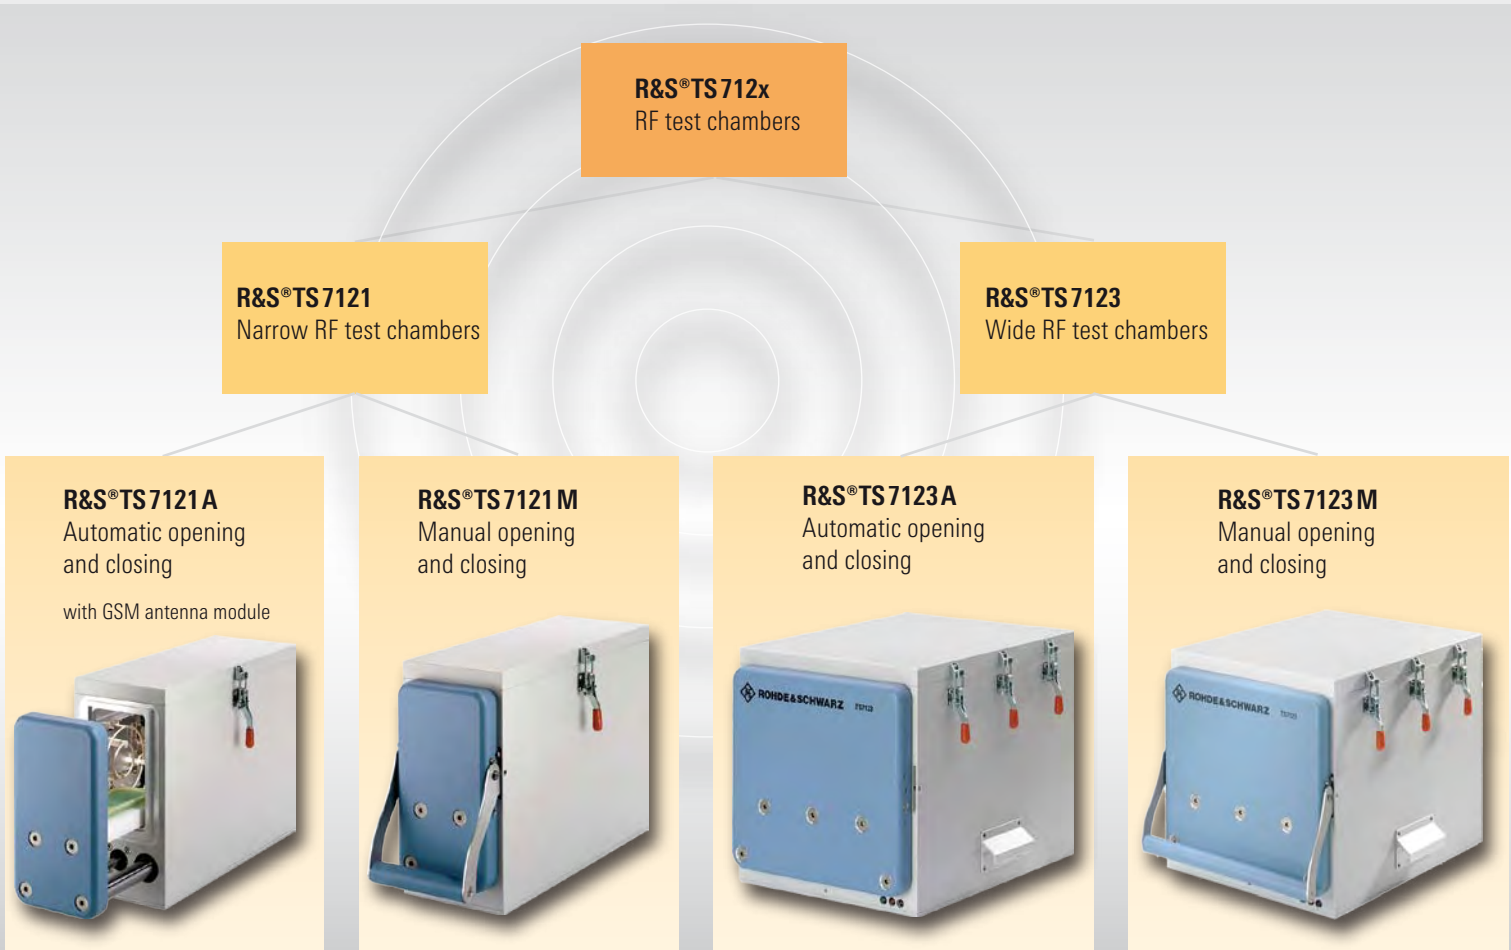 R&S®TS712x
RF test chambers
R&S®TS7121
Narrow RF test chambers
R&S®TS7123
Wide RF test chambers
R&S®TS7121A
Automatic opening
and closing
with GSM antenna module
R&S®TS7121M
Manual opening
and closing
R&S®TS7123A
Automatic opening
and closing
ROHDE&SCHWARZ TS7123
R&S®TS7123M
Manual opening
and closing
ROHDE&SCHWARZ TS7123